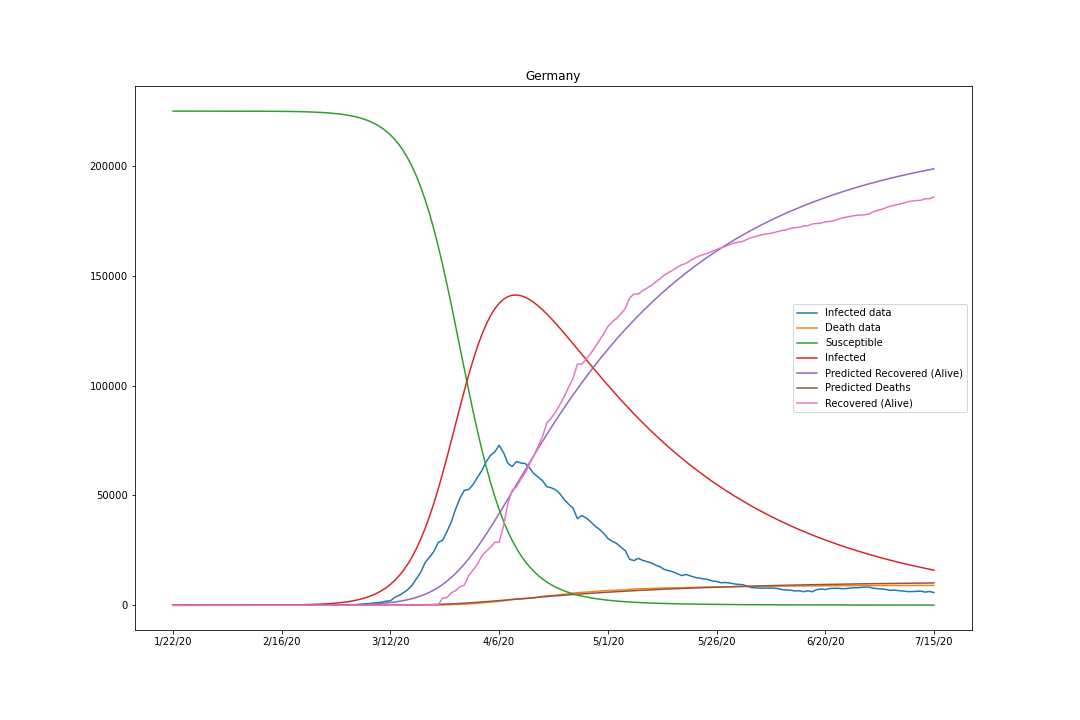 Germany
200000
150000
100000
50000
0
Infected data
Death data
Susceptible
Infected
Predicted Recovered (Alive)
Predicted Deaths
Recovered (Alive)
1/22/20 2/16/20 3/12/20 4/6/20 5/1/20 5/26/20 6/20/20 7/15/20